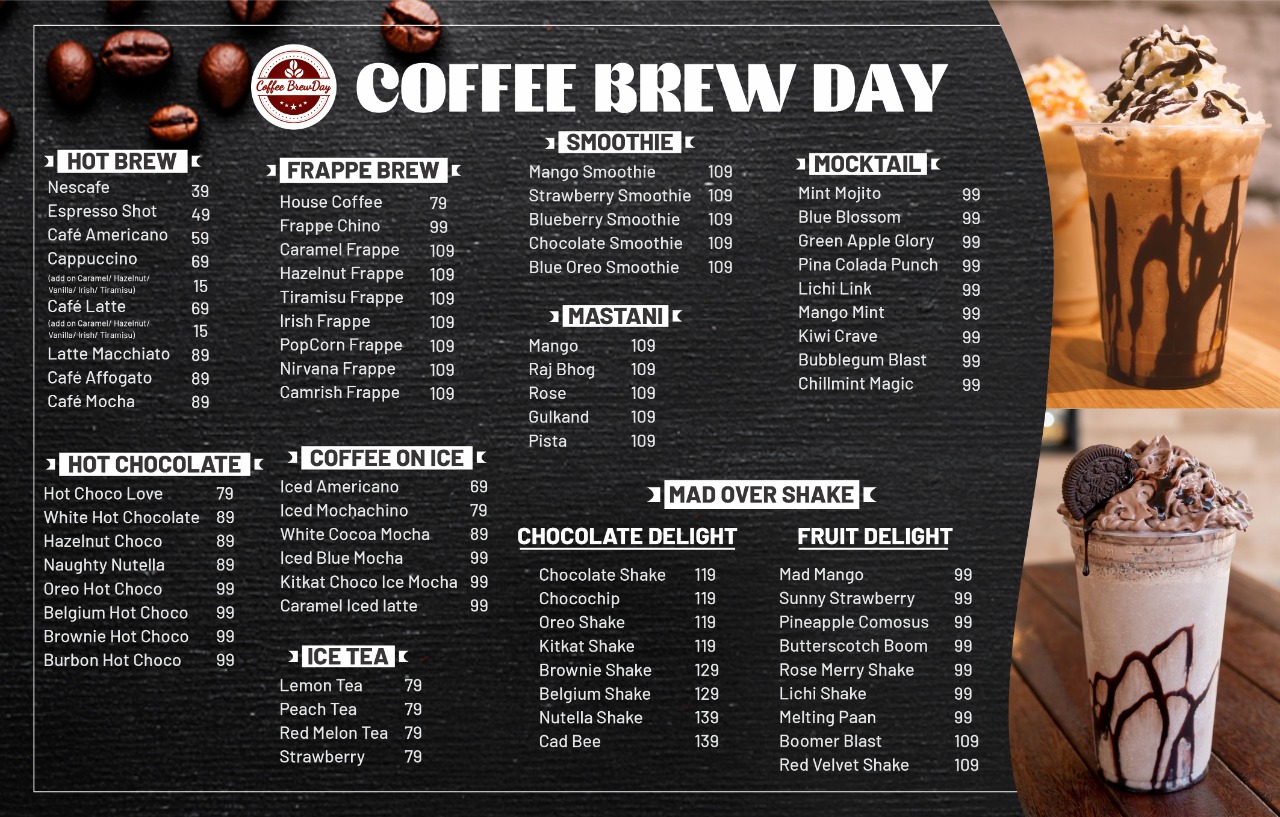 Coffee BrewDay
COFFEE BREW DAY
HOT BREW
Nescafe 39
Espresso Shot 49
Café Americano 59
Cappuccino 69
(add on Caramel/ Hazelnut/
Vanilla/ Irish/ Tiramisu) 15
Café Latte 69
(add on Caramel/ Hazelnut/
Vanilla/ Irish/ Tiramisu) 15
Latte Macchiato 89
Café Affogato 89
Café Mocha 89
HOT CHOCOLATE
Hot Choco Love 79
White Hot Chocolate 89
Hazelnut Choco 89
Naughty Nutella 89
Oreo Hot Choco 99
Belgium Hot Choco 99
Brownie Hot Choco 99
Burbon Hot Choco 99
FRAPPE BREW
House Coffee 79
Frappe Chino 99
Caramel Frappe 109
Hazelnut Frappe 109
Tiramisu Frappe 109
Irish Frappe 109
PopCorn Frappe 109
Nirvana Frappe 109
Camrish Frappe 109
COFFEE ON ICE
Iced Americano 69
Iced Mochachino 79
White Cocoa Mocha 89
Iced Blue Mocha 99
Kitkat Choco Ice Mocha 99
Caramel Iced latte 99
ICE TEA
Lemon Tea 79
Peach Tea 79
Red Melon Tea 79
Strawberry 79
SMOOTHIE
Mango Smoothie 109
Strawberry Smoothie 109
Blueberry Smoothie 109
Chocolate Smoothie 109
Blue Oreo Smoothie 109
MASTANI
Mango 109
Raj Bhog 109
Rose 109
Gulkand 109
Pista 109
MOCKTAIL
Mint Mojito 99
Blue Blossom 99
Green Apple Glory 99
Pina Colada Punch 99
Lichi Link 99
Mango Mint 99
Kiwi Crave 99
Bubblegum Blast 99
Chillmint Magic 99
MAD OVER SHAKE
CHOCOLATE DELIGHT
Chocolate Shake 119
Chocochip 119
Oreo Shake 119
Kitkat Shake 119
Brownie Shake 129
Belgium Shake 129
Nutella Shake 139
Cad Bee 139
FRUIT DELIGHT
Mad Mango 99
Sunny Strawberry 99
Pineapple Comosus 99
Butterscotch Boom 99
Rose Merry Shake 99
Lichi Shake 99
Melting Paan 99
Boomer Blast 109
Red Velvet Shake 109